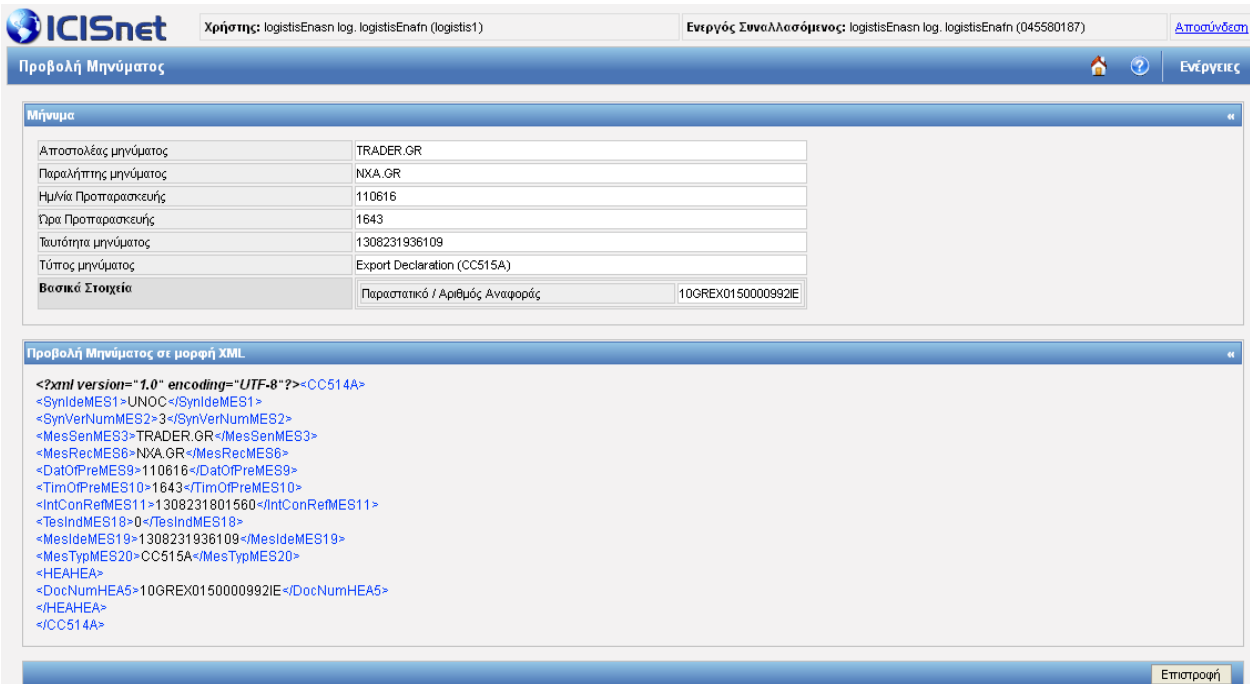 ICISnet
Χρήστης: logistisEnasn log. logistisEnafn (logistis1)
Ενεργός Συναλλασόμενος: logistisEnasn log. logistisEnafn (045580187)
Αποσύνδεση
Προβολή Μηνύματος
Ενέργειες
Μήνυμα
Αποστολέας μηνύματος TRADER.GR
Παραλήπτης μηνύματος NXA.GR
Ημ/νία Προπαρασκευής 110616
Ώρα Προπαρασκευής 1643
Ταυτότητα μηνύματος 1308231936109
Τύπος μηνύματος Export Declaration (CC515A)
Βασικά Στοιχεία Παραστατικό / Αριθμός Αναφοράς 10GREX0150000992IE
Προβολή Μηνύματος σε μορφή XML
<?xml version="1.0" encoding="UTF-8"?><CC514A>
<SynIdeMES1>UNOC</SynIdeMES1>
<SynVerNumMES2>3</SynVerNumMES2>
<MesSenMES3>TRADER.GR</MesSenMES3>
<MesRecMES6>NXA.GR</MesRecMES6>
<DatOfPreMES9>110616</DatOfPreMES9>
<TimOfPreMES10>1643</TimOfPreMES10>
<IntConRefMES11>1308231801560</IntConRefMES11>
<TesIndMES18>0</TesIndMES18>
<MesIdeMES19>1308231936109</MesIdeMES19>
<MesTypMES20>CC515A</MesTypMES20>
<HEAHEA>
<DocNumHEA5>10GREX0150000992IE</DocNumHEA5>
</HEAHEA>
</CC514A>
Επιστροφή